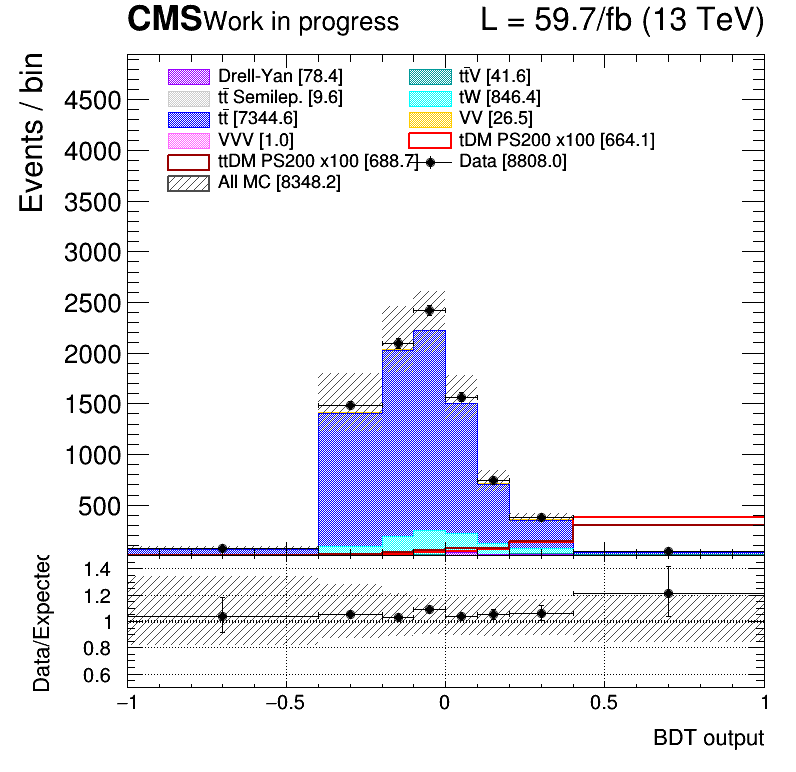 CMS Work in progress L = 59.7/fb (13 TeV)
Events / bin
Drell-Yan [78.4] tt̄V [41.6]
tt̄ Semilep. [9.6] tW [846.4]
tt̄ [7344.6] VV [26.5]
VVV [1.0] tDM PS200 x100 [664.1]
ttDM PS200 x100 [688.7] Data [8808.0]
All MC [8348.2]
4500
4000
3500
3000
2500
2000
1500
1000
500
Data/Expected
1.4
1.2
1
0.8
0.6
−1 −0.5 0 0.5 1
BDT output